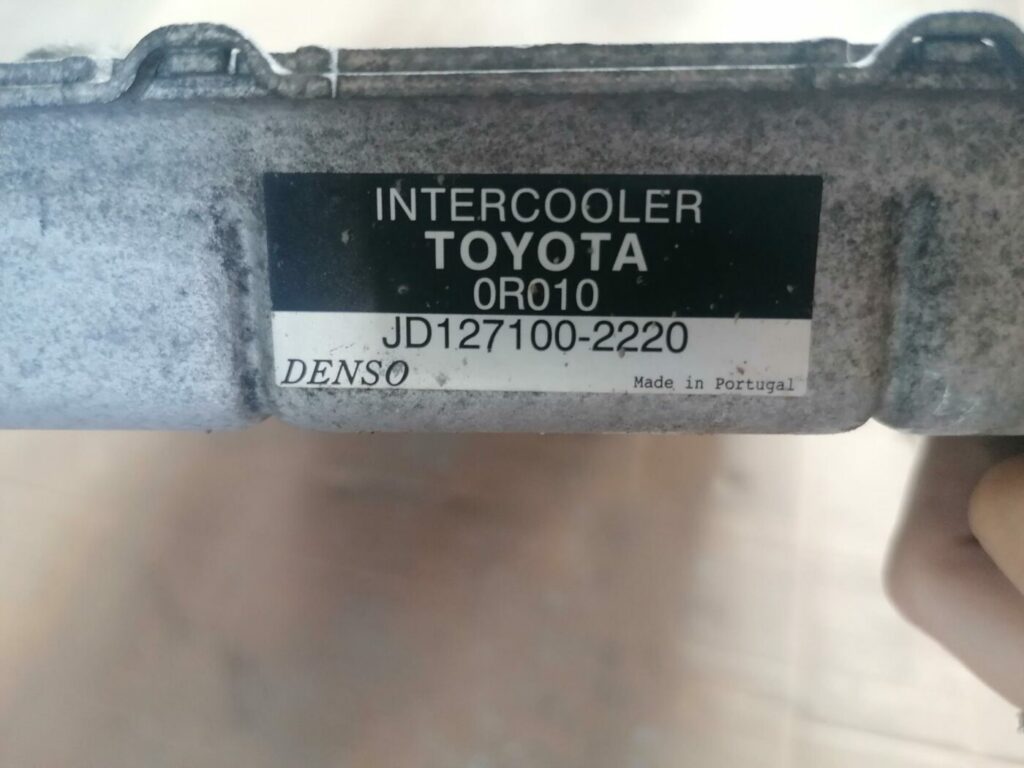 INTERCOOLER
TOYOTA
0R010
JD127100-2220
DENSO
Made in Portugal